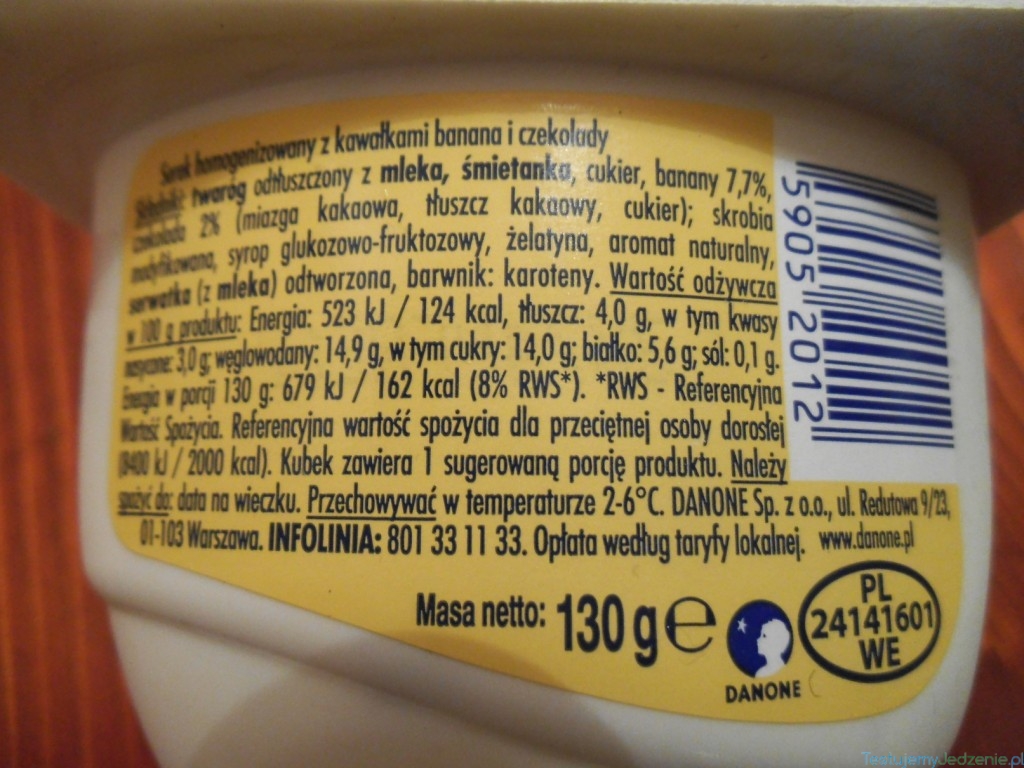 Serek homogenizowany z kawałkami banana i czekolady
Składniki: twaróg odtłuszczony z mleka, śmietanka, cukier, banany 7,7%,
czekolada 2% (miazga kakaowa, tłuszcz kakaowy, cukier); skrobia
modyfikowana, syrop glukozowo-fruktozowy, żelatyna, aromat naturalny,
serwatka (z mleka) odtworzona, barwnik: karoteny. Wartość odżywcza
w 100 g produktu: Energia: 523 kJ / 124 kcal, tłuszcz: 4,0 g, w tym kwasy
nasycone: 3,0 g; węglowodany: 14,9 g, w tym cukry: 14,0 g; białko: 5,6 g; sól: 0,1 g.
Energia w porcji 130 g: 679 kJ / 162 kcal (8% RWS*). *RWS - Referencyjna
Wartość Spożycia. Referencyjna wartość spożycia dla przeciętnej osoby dorosłej
(8400 kJ / 2000 kcal). Kubek zawiera 1 sugerowaną porcję produktu. Należy
spożyć do: data na wieczku. Przechowywać w temperaturze 2-6°C. DANONE Sp. z o.o., ul. Redutowa 9/23,
01-103 Warszawa. INFOLINIA: 801 33 11 33. Opłata według taryfy lokalnej. www.danone.pl
5905 2012
Masa netto: 130 g e
DANONE
PL
24141601
WE
TestujemyJedzenie.pl